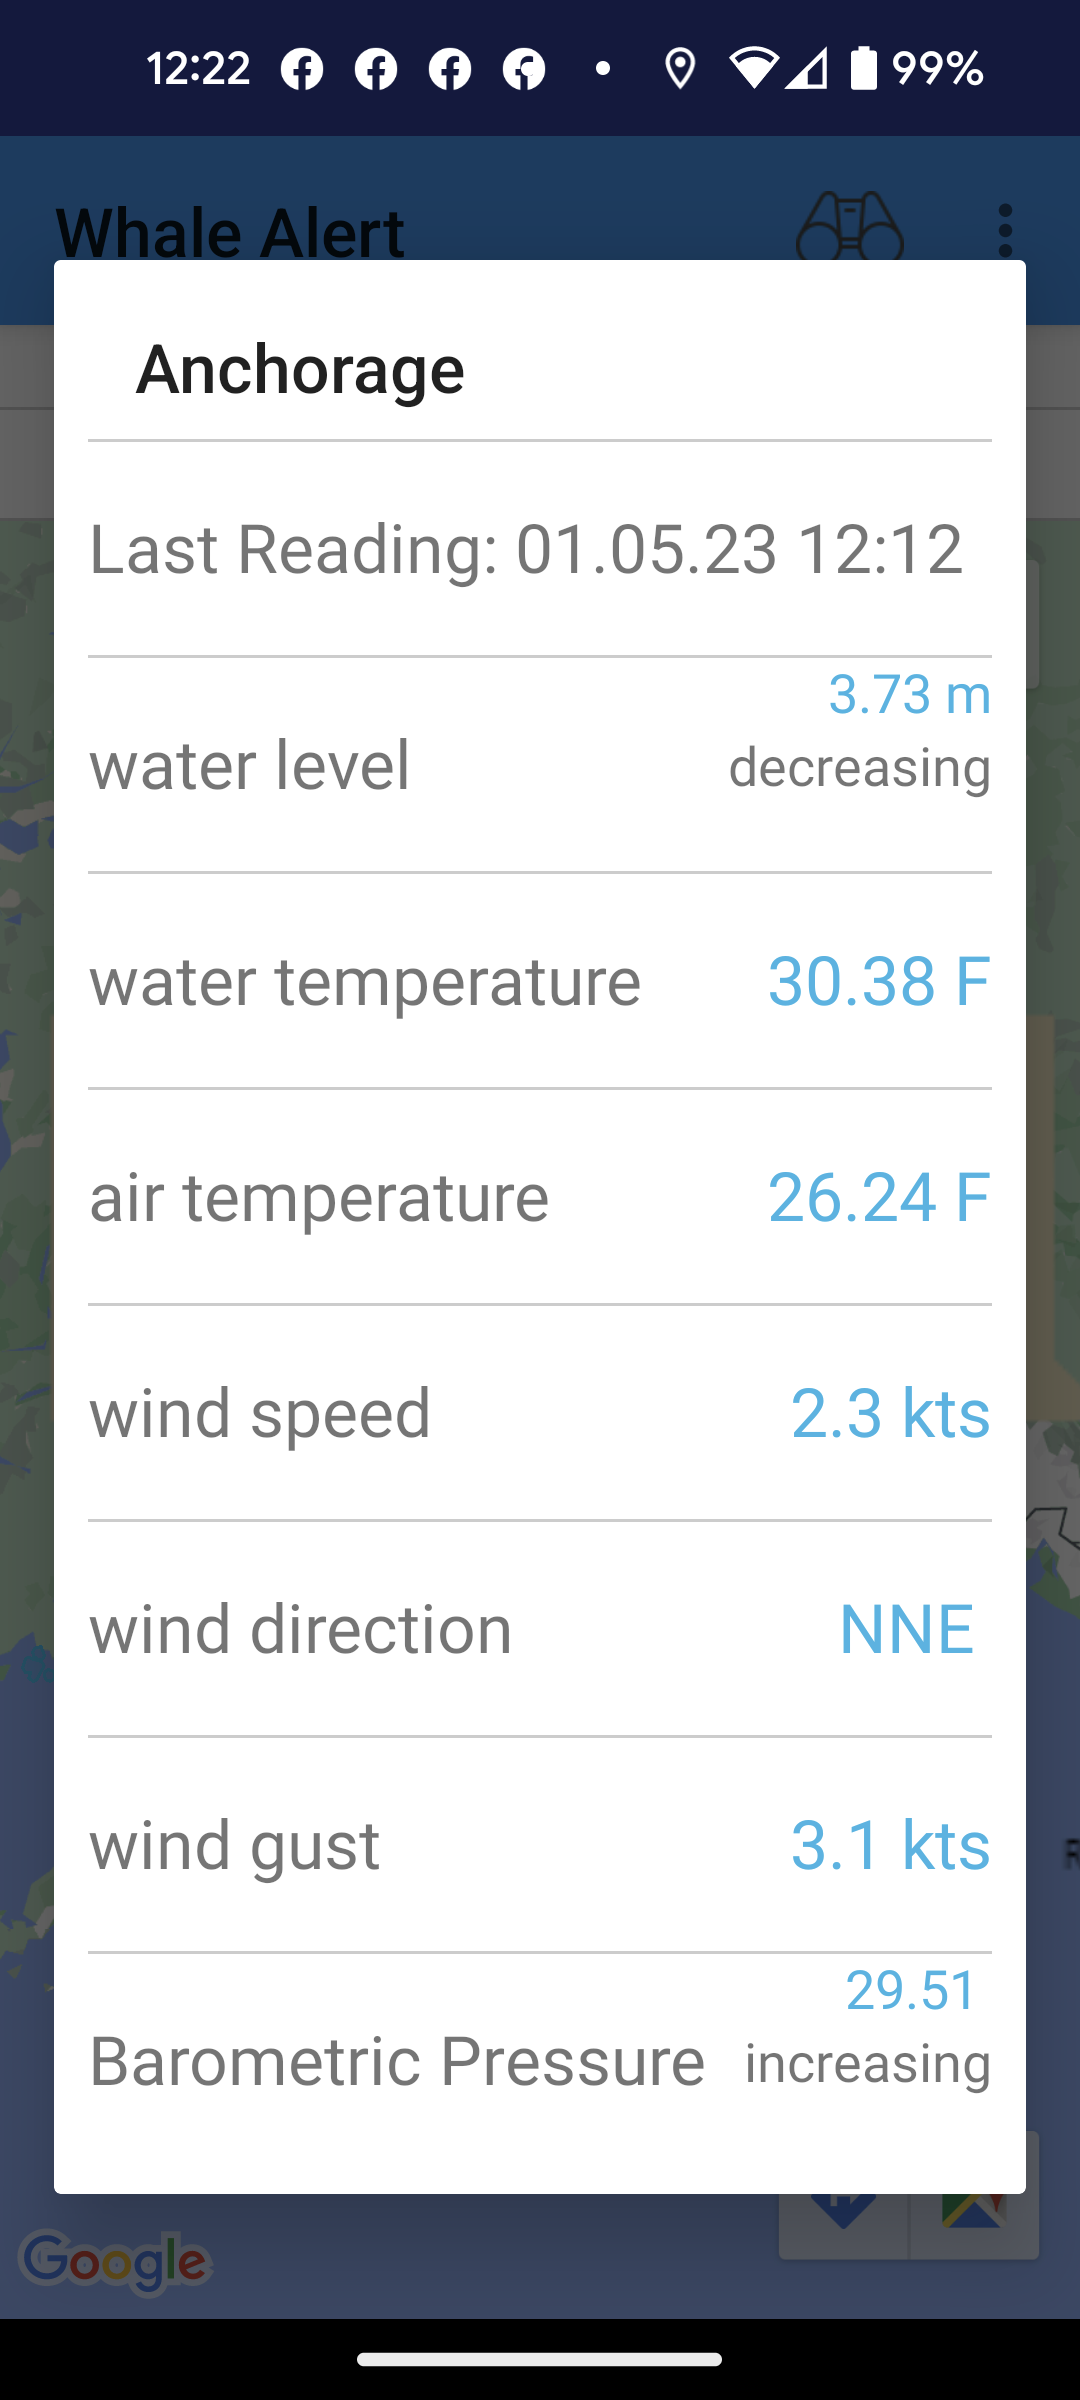 12:22
99%
Whale Alert
Anchorage
Last Reading: 01.05.23 12:12
3.73 m
water level
decreasing
water temperature
30.38 F
air temperature
26.24 F
wind speed
2.3 kts
wind direction
NNE
wind gust
3.1 kts
29.51
Barometric Pressure
increasing
Google